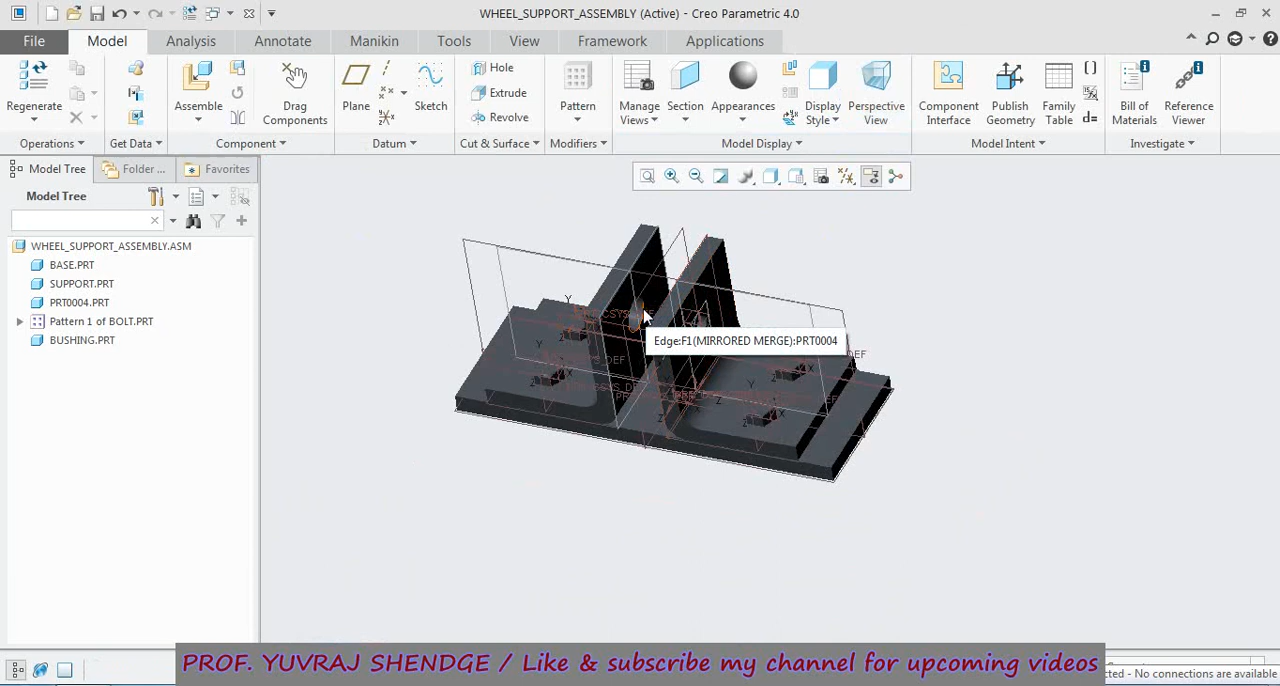 WHEEL_SUPPORT_ASSEMBLY (Active) - Creo Parametric 4.0
File Model Analysis Annotate Manikin Tools View Framework Applications
Regenerate
Assemble
Drag Components
Plane
Sketch
Hole
Extrude
Revolve
Pattern
Manage Views
Section
Appearances
Display Style
Perspective View
Component Interface
Publish Geometry
Family Table
Bill of Materials
Reference Viewer
Operations Get Data Component Datum Cut & Surface Modifiers Model Display Model Intent Investigate
Model Tree Folder ... Favorites
Model Tree
WHEEL_SUPPORT_ASSEMBLY.ASM
BASE.PRT
SUPPORT.PRT
PRT0004.PRT
Pattern 1 of BOLT.PRT
BUSHING.PRT
Edge:F1(MIRRORED MERGE):PRT0004
PROF. YUVRAJ SHENDGE / Like & subscribe my channel for upcoming videos
cted - No connections are available